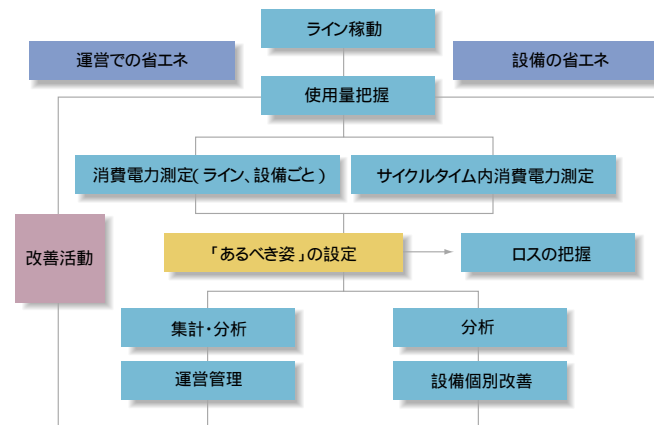 ライン稼動
運営での省エネ
設備の省エネ
使用量把握
消費電力測定(ライン、設備ごと)
サイクルタイム内消費電力測定
改善活動
「あるべき姿」の設定
ロスの把握
集計・分析
分析
運営管理
設備個別改善